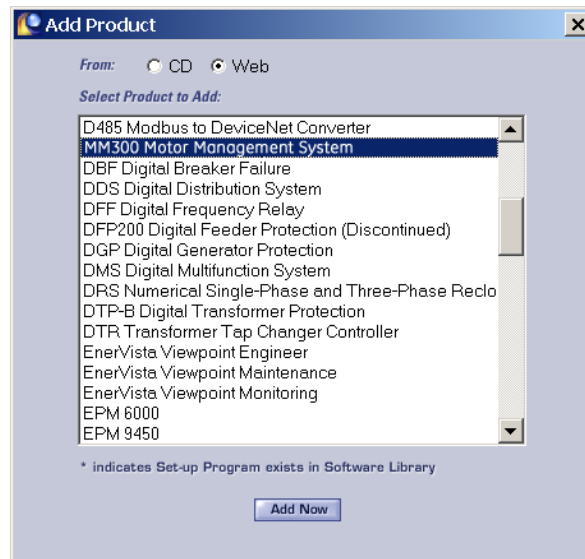 Add Product
From: CD Web
Select Product to Add:
D485 Modbus to DeviceNet Converter
MM300 Motor Management System
DBF Digital Breaker Failure
DDS Digital Distribution System
DFF Digital Frequency Relay
DFP200 Digital Feeder Protection (Discontinued)
DGP Digital Generator Protection
DMS Digital Multifunction System
DRS Numerical Single-Phase and Three-Phase Reclo
DTP-B Digital Transformer Protection
DTR Transformer Tap Changer Controller
EnerVista Viewpoint Engineer
EnerVista Viewpoint Maintenance
EnerVista Viewpoint Monitoring
EPM 6000
EPM 9450
* indicates Set-up Program exists in Software Library
Add Now